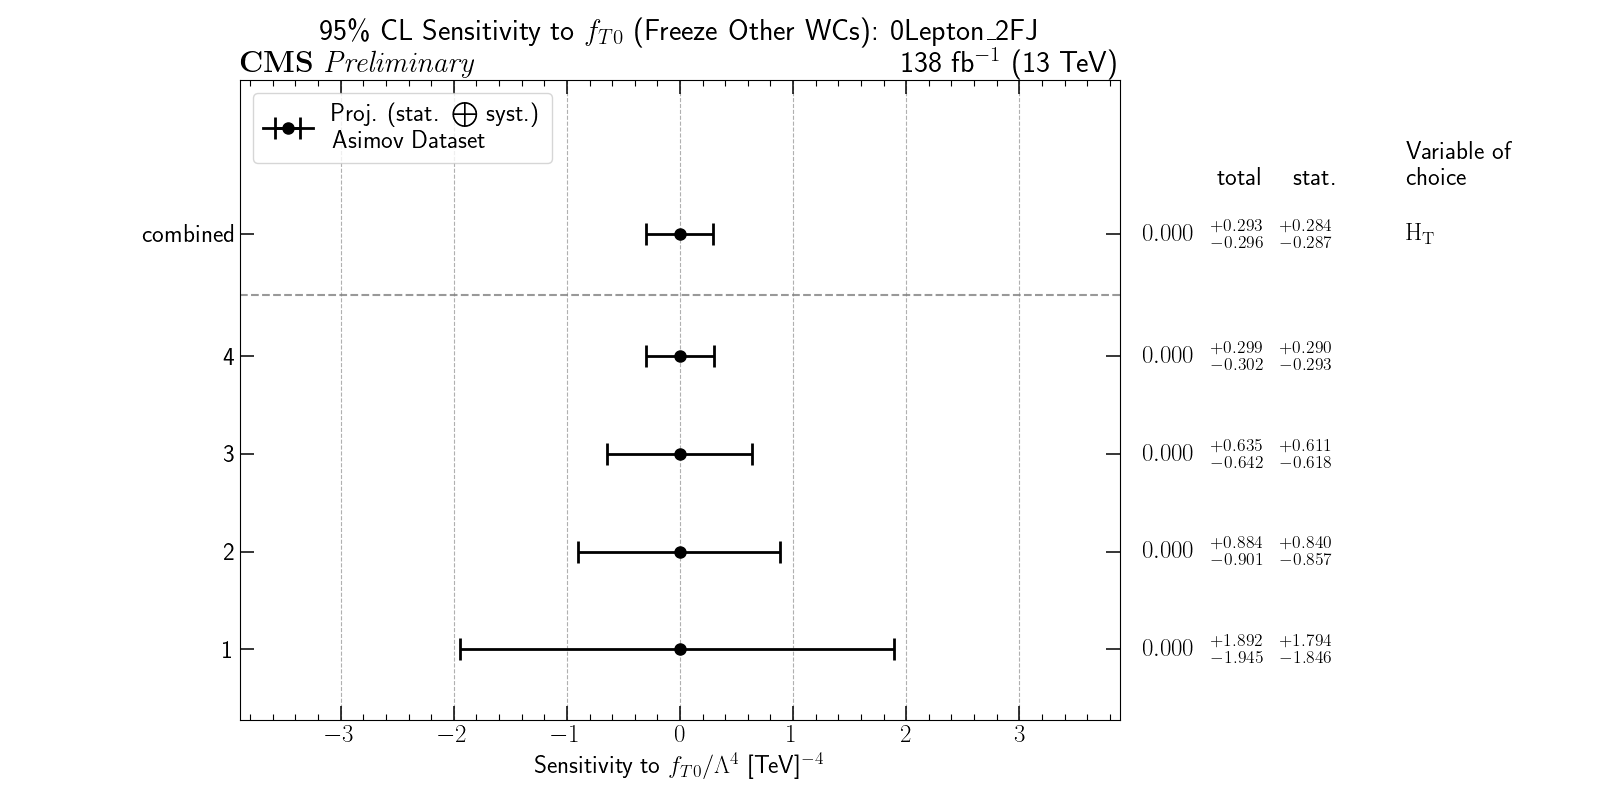 95% CL Sensitivity to f_{T0} (Freeze Other WCs): 0Lepton_2FJ
CMS Preliminary 138 fb^{-1} (13 TeV)
Proj. (stat. ⨁ syst.)
Asimov Dataset
Variable of
total stat. choice
combined 0.000 +0.293 -0.296 +0.284 -0.287 H_T
4 0.000 +0.299 -0.302 +0.290 -0.293
3 0.000 +0.635 -0.642 +0.611 -0.618
2 0.000 +0.884 -0.901 +0.840 -0.857
1 0.000 +1.892 -1.945 +1.794 -1.846
−3 −2 −1 0 1 2 3
Sensitivity to f_{T0}/Λ^4 [TeV]^{-4}